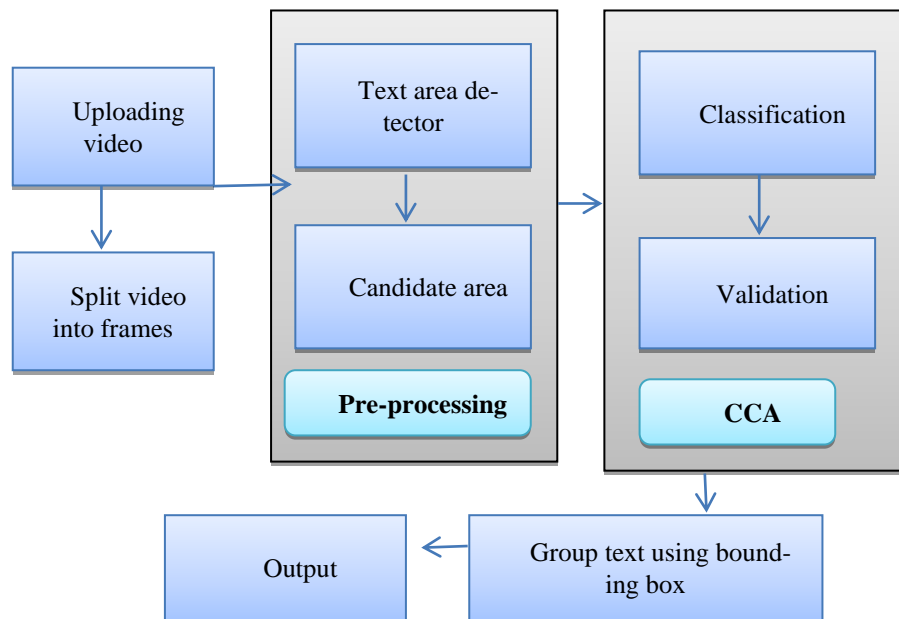 Uploading
video
Split video
into frames
Text area de-
tector
Candidate area
Pre-processing
Classification
Validation
CCA
Group text using bound-
ing box
Output